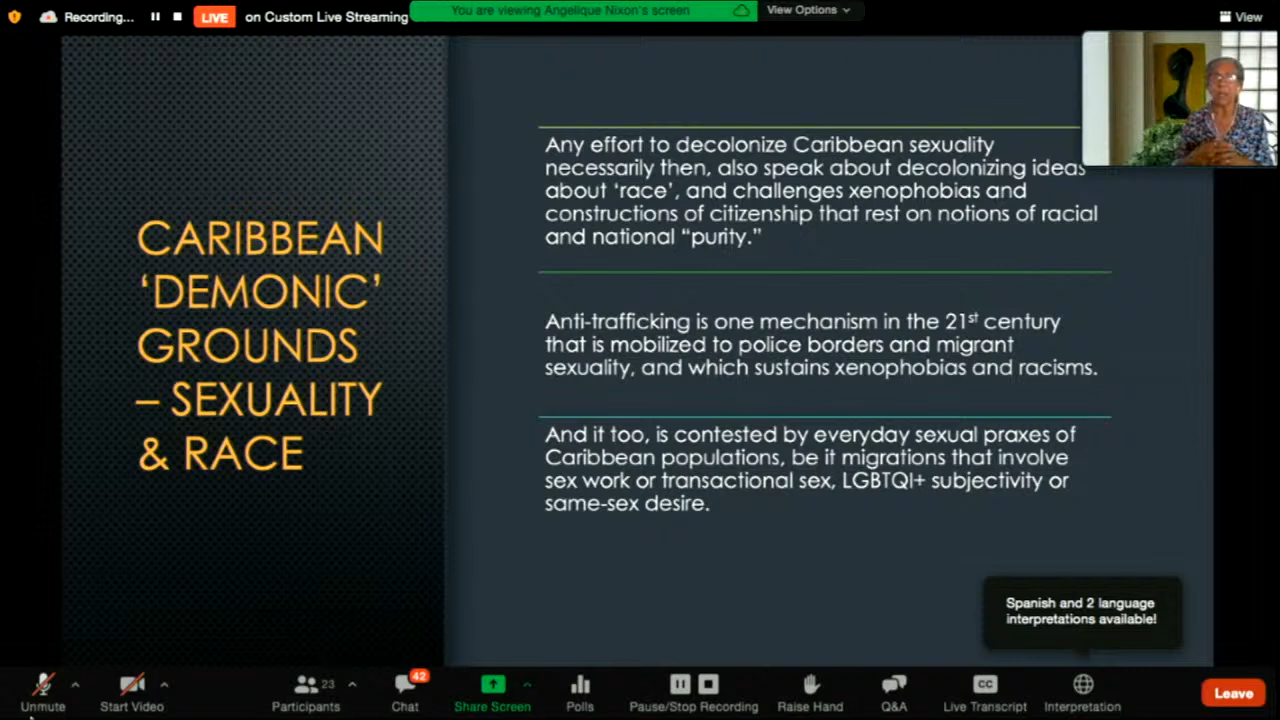 Recording...
LIVE
on Custom Live Streaming
You are viewing Angelique Nixon's screen
View Options
View
CARIBBEAN
‘DEMONIC’
GROUNDS
– SEXUALITY
& RACE
Any effort to decolonize Caribbean sexuality
necessarily then, also speak about decolonizing ideas
about ‘race’, and challenges xenophobias and
constructions of citizenship that rest on notions of racial
and national “purity.”
Anti-trafficking is one mechanism in the 21st century
that is mobilized to police borders and migrant
sexuality, and which sustains xenophobias and racisms.
And it too, is contested by everyday sexual praxes of
Caribbean populations, be it migrations that involve
sex work or transactional sex, LGBTQI+ subjectivity or
same-sex desire.
Spanish and 2 language
interpretations available!
23
42
CC
Unmute
Start Video
Participants
Chat
Share Screen
Polls
Pause/Stop Recording
Raise Hand
Q&A
Live Transcript
Interpretation
Leave